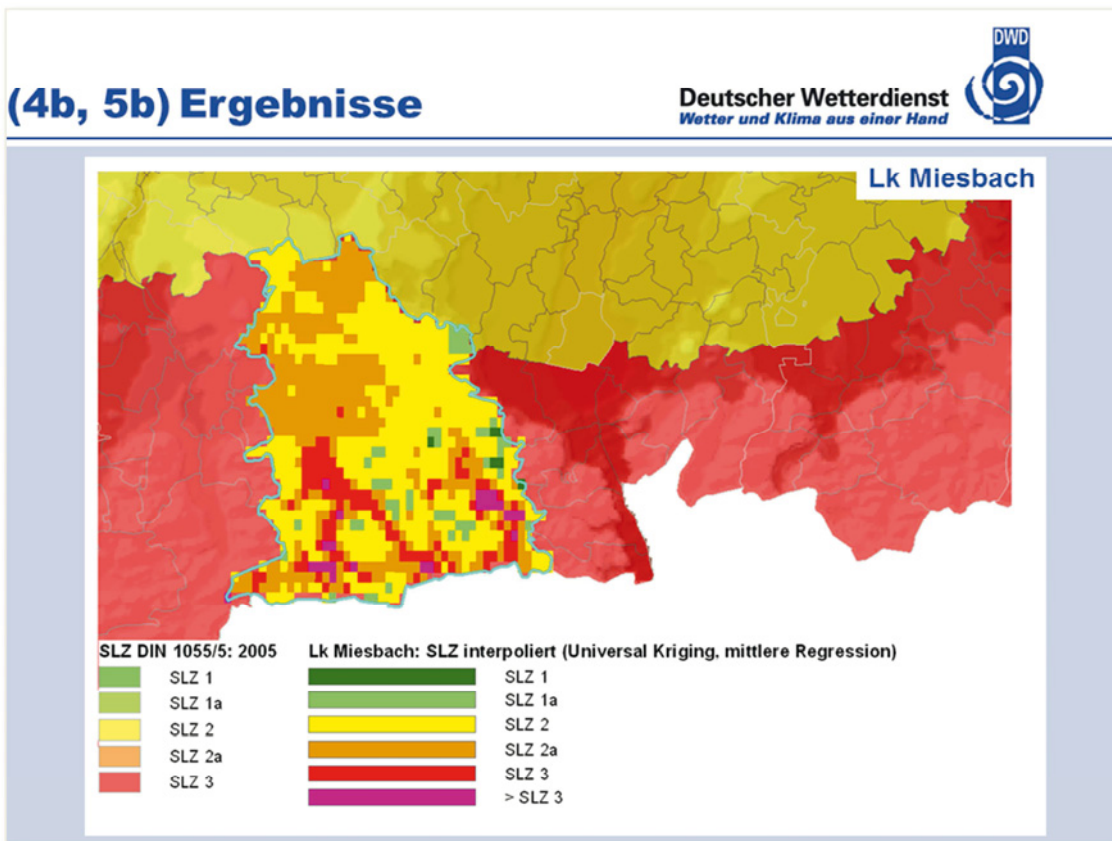 DWD
(4b, 5b) Ergebnisse
Deutscher Wetterdienst
Wetter und Klima aus einer Hand
Lk Miesbach
SLZ DIN 1055/5: 2005
SLZ 1
SLZ 1a
SLZ 2
SLZ 2a
SLZ 3
Lk Miesbach: SLZ interpoliert (Universal Kriging, mittlere Regression)
SLZ 1
SLZ 1a
SLZ 2
SLZ 2a
SLZ 3
> SLZ 3